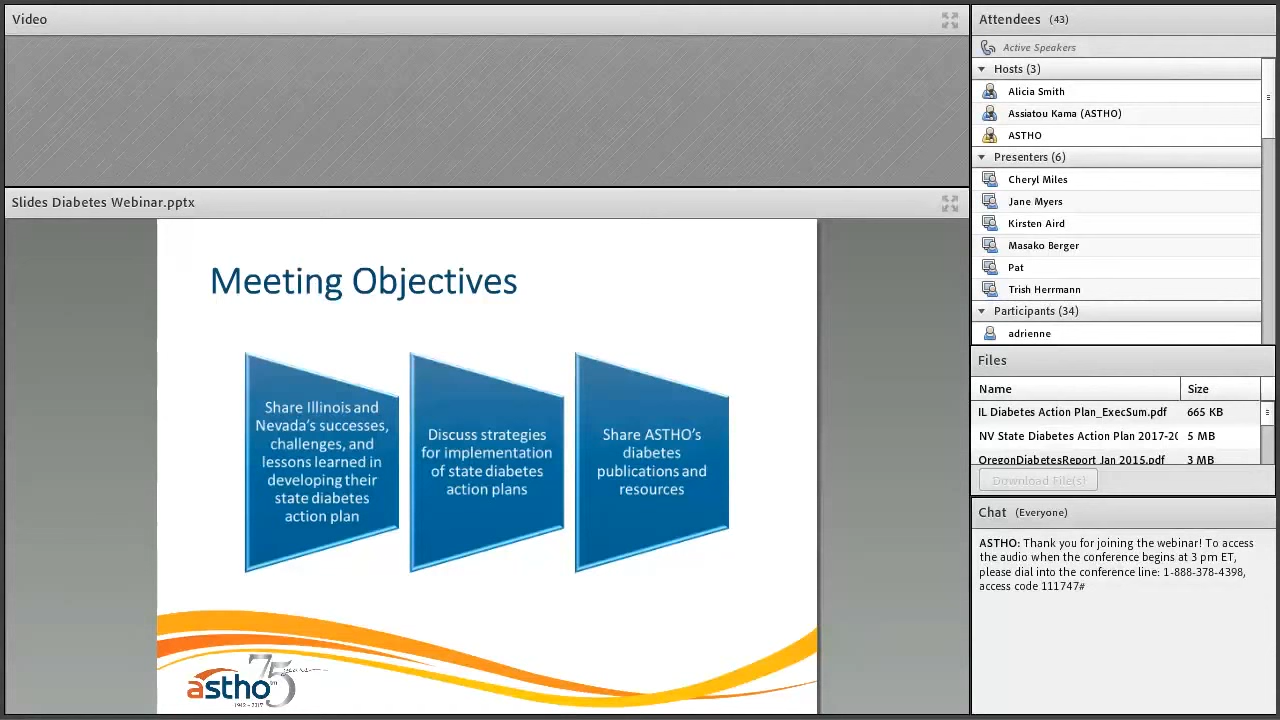 Video
Slides Diabetes Webinar.pptx
Meeting Objectives
Share Illinois and
Nevada's successes,
challenges, and
lessons learned in
developing their
state diabetes
action plan
Discuss strategies
for implementation
of state diabetes
action plans
Share ASTHO's
diabetes
publications and
resources
astho
75
1942 – 2017
Attendees (43)
Active Speakers
Hosts (3)
Alicia Smith
Assiatou Kama (ASTHO)
ASTHO
Presenters (6)
Cheryl Miles
Jane Myers
Kirsten Aird
Masako Berger
Pat
Trish Herrmann
Participants (34)
adrienne
Files
Name Size
IL Diabetes Action Plan_ExecSum.pdf 665 KB
NV State Diabetes Action Plan 2017-20 5 MB
OregonDiabetesReport Jan 2015.pdf 3 MB
Download File(s)
Chat (Everyone)
ASTHO: Thank you for joining the webinar! To access
the audio when the conference begins at 3 pm ET,
please dial into the conference line: 1-888-378-4398,
access code 111747#